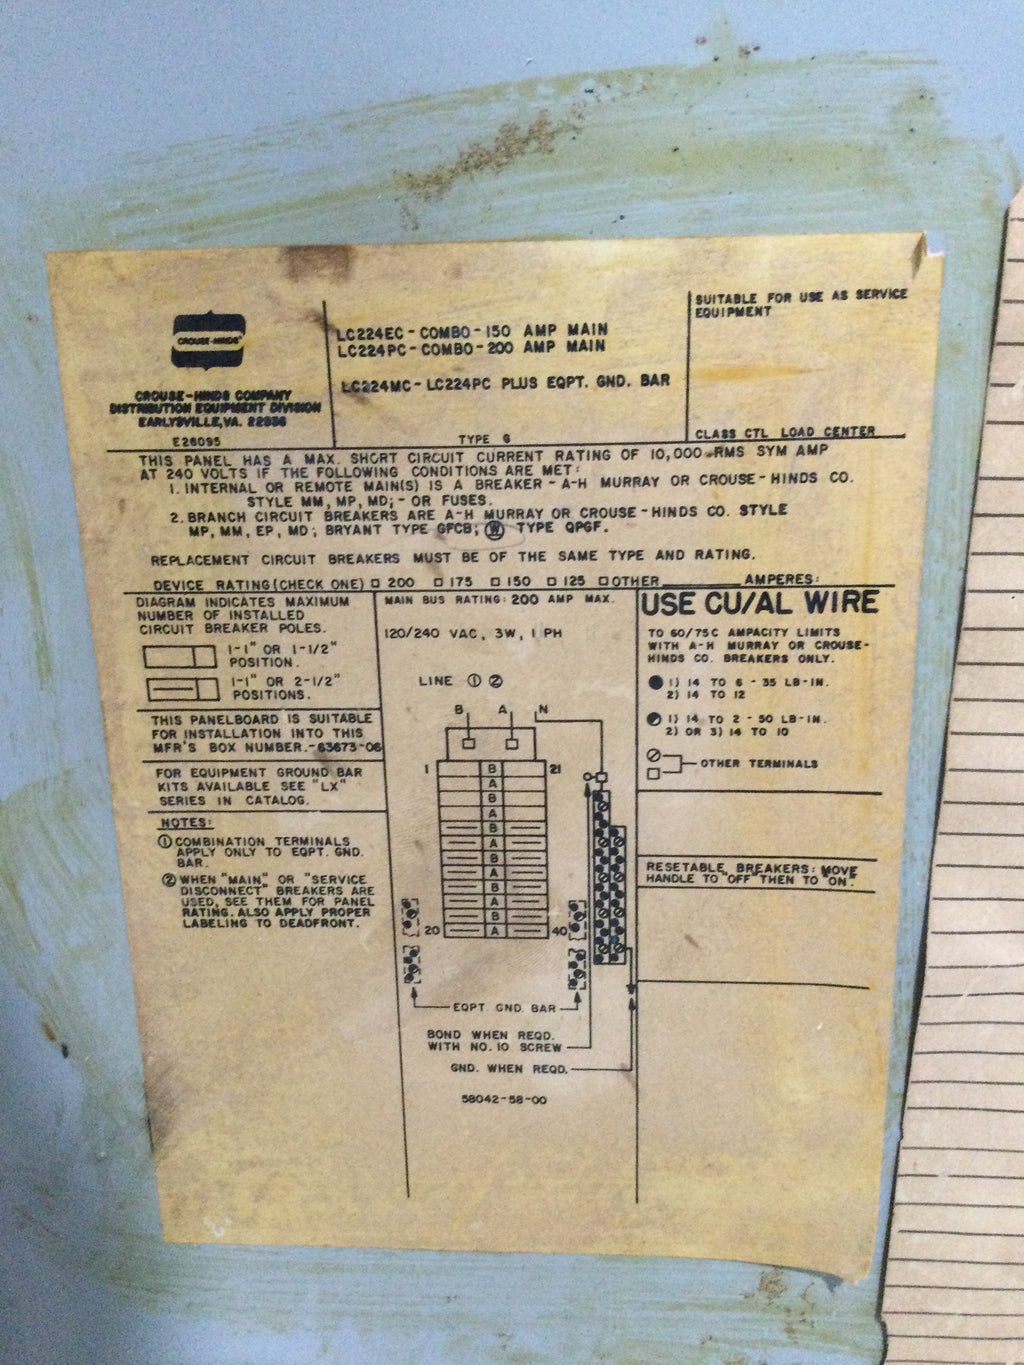 CROUSE-HINDS
CROUSE-HINDS COMPANY
DISTRIBUTION EQUIPMENT DIVISION
EARLYSVILLE, VA. 22936
E26095
LC224EC-COMBO-150 AMP MAIN
LC224PC-COMBO-200 AMP MAIN
LC224MC-LC224PC PLUS EQPT. GND. BAR
TYPE G
SUITABLE FOR USE AS SERVICE
EQUIPMENT
CLASS CTL LOAD CENTER
THIS PANEL HAS A MAX. SHORT CIRCUIT CURRENT RATING OF 10,000-RMS SYM AMP
AT 240 VOLTS IF THE FOLLOWING CONDITIONS ARE MET:
1. INTERNAL OR REMOTE MAIN(S) IS A BREAKER-A-H MURRAY OR CROUSE-HINDS CO.
STYLE MM, MP, MD;-OR FUSES.
2. BRANCH CIRCUIT BREAKERS ARE A-H MURRAY OR CROUSE-HINDS CO. STYLE
MP, MM, EP, MD; BRYANT TYPE GFCB; W TYPE QPGF.
REPLACEMENT CIRCUIT BREAKERS MUST BE OF THE SAME TYPE AND RATING.
DEVICE RATING (CHECK ONE) □ 200 □ 175 □ 150 □ 125 □ OTHER ________ AMPERES:
DIAGRAM INDICATES MAXIMUM
NUMBER OF INSTALLED
CIRCUIT BREAKER POLES.
1-1" OR 1-1/2"
POSITION.
1-1" OR 2-1/2"
POSITIONS.
THIS PANELBOARD IS SUITABLE
FOR INSTALLATION INTO THIS
MFR'S BOX NUMBER.-63673-06
FOR EQUIPMENT GROUND BAR
KITS AVAILABLE SEE "LX"
SERIES IN CATALOG.
NOTES:
① COMBINATION TERMINALS
APPLY ONLY TO EQPT. GND.
BAR.
② WHEN "MAIN" OR "SERVICE
DISCONNECT" BREAKERS ARE
USED, SEE THEM FOR PANEL
RATING. ALSO APPLY PROPER
LABELING TO DEADFRONT.
MAIN BUS RATING: 200 AMP MAX.
120/240 VAC, 3W, 1 PH
LINE ① ②
B A N
1 B 21
A
B
A
B
A
B
A
B
A
B
20 A 40
EQPT. GND. BAR
BOND WHEN REQD.
WITH NO. 10 SCREW
GND. WHEN REQD.
58042-58-00
USE CU/AL WIRE
TO 60/75C AMPACITY LIMITS
WITH A-H MURRAY OR CROUSE-
HINDS CO. BREAKERS ONLY.
1) 14 TO 6 - 35 LB-IN.
2) 14 TO 12
1) 14 TO 2 - 50 LB-IN.
2) OR 3) 14 TO 10
OTHER TERMINALS
RESETABLE BREAKERS: MOVE
HANDLE TO "OFF" THEN TO "ON".